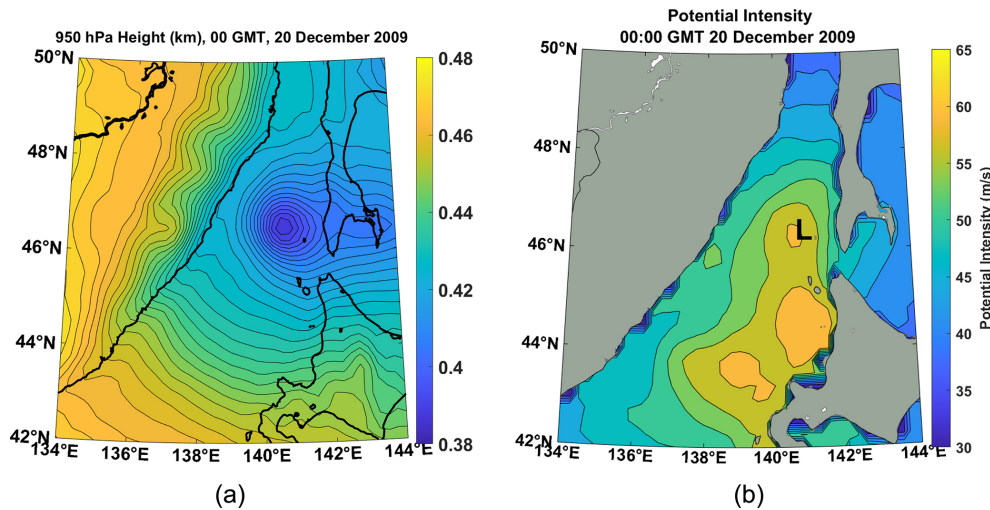 950 hPa Height (km), 00 GMT, 20 December 2009
50°N
48°N
46°N
44°N
42°N
134°E
136°E
138°E
140°E
142°E
144°E
0.48
0.46
0.44
0.42
0.4
0.38
(a)
Potential Intensity
00:00 GMT 20 December 2009
50°N
48°N
46°N
44°N
42°N
134°E
136°E
138°E
140°E
142°E
144°E
L
65
60
55
50
45
40
35
30
Potential Intensity (m/s)
(b)